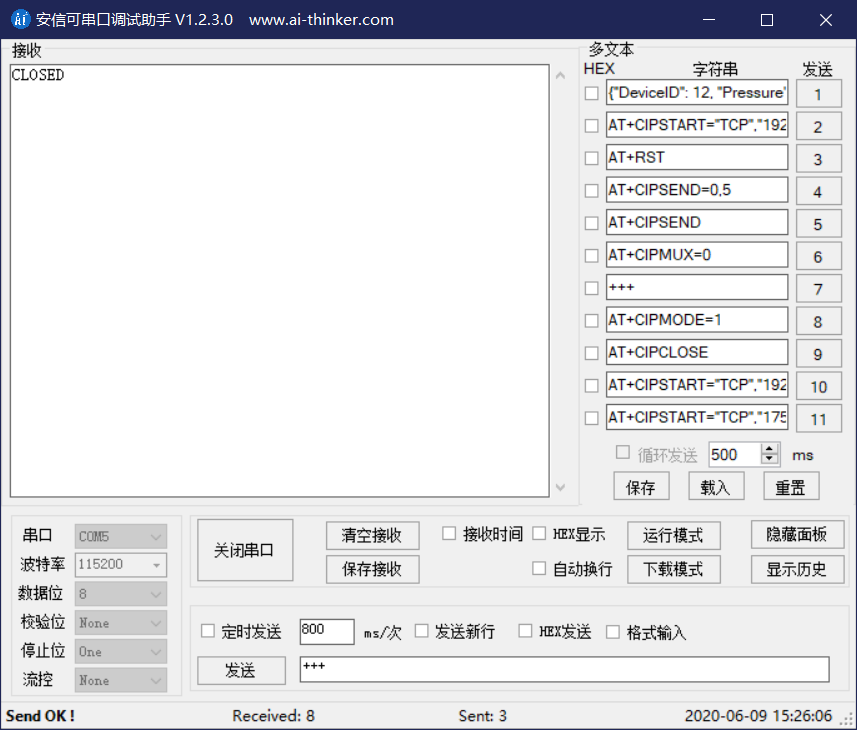 安信可串口调试助手 V1.2.3.0 www.ai-thinker.com
接收
CLOSED
多文本
HEX 字符串 发送
{"DeviceID": 12, "Pressure" 1
AT+CIPSTART="TCP","192 2
AT+RST 3
AT+CIPSEND=0,5 4
AT+CIPSEND 5
AT+CIPMUX=0 6
+++ 7
AT+CIPMODE=1 8
AT+CIPCLOSE 9
AT+CIPSTART="TCP","192 10
AT+CIPSTART="TCP","175 11
循环发送 500 ms
保存 载入 重置
串口 COM5
波特率 115200
数据位 8
校验位 None
停止位 One
流控 None
关闭串口
清空接收 接收时间 HEX显示 运行模式 隐藏面板
保存接收 自动换行 下载模式 显示历史
定时发送 800 ms/次 发送新行 HEX发送 格式输入
发送 +++
Send OK! Received: 8 Sent: 3 2020-06-09 15:26:06